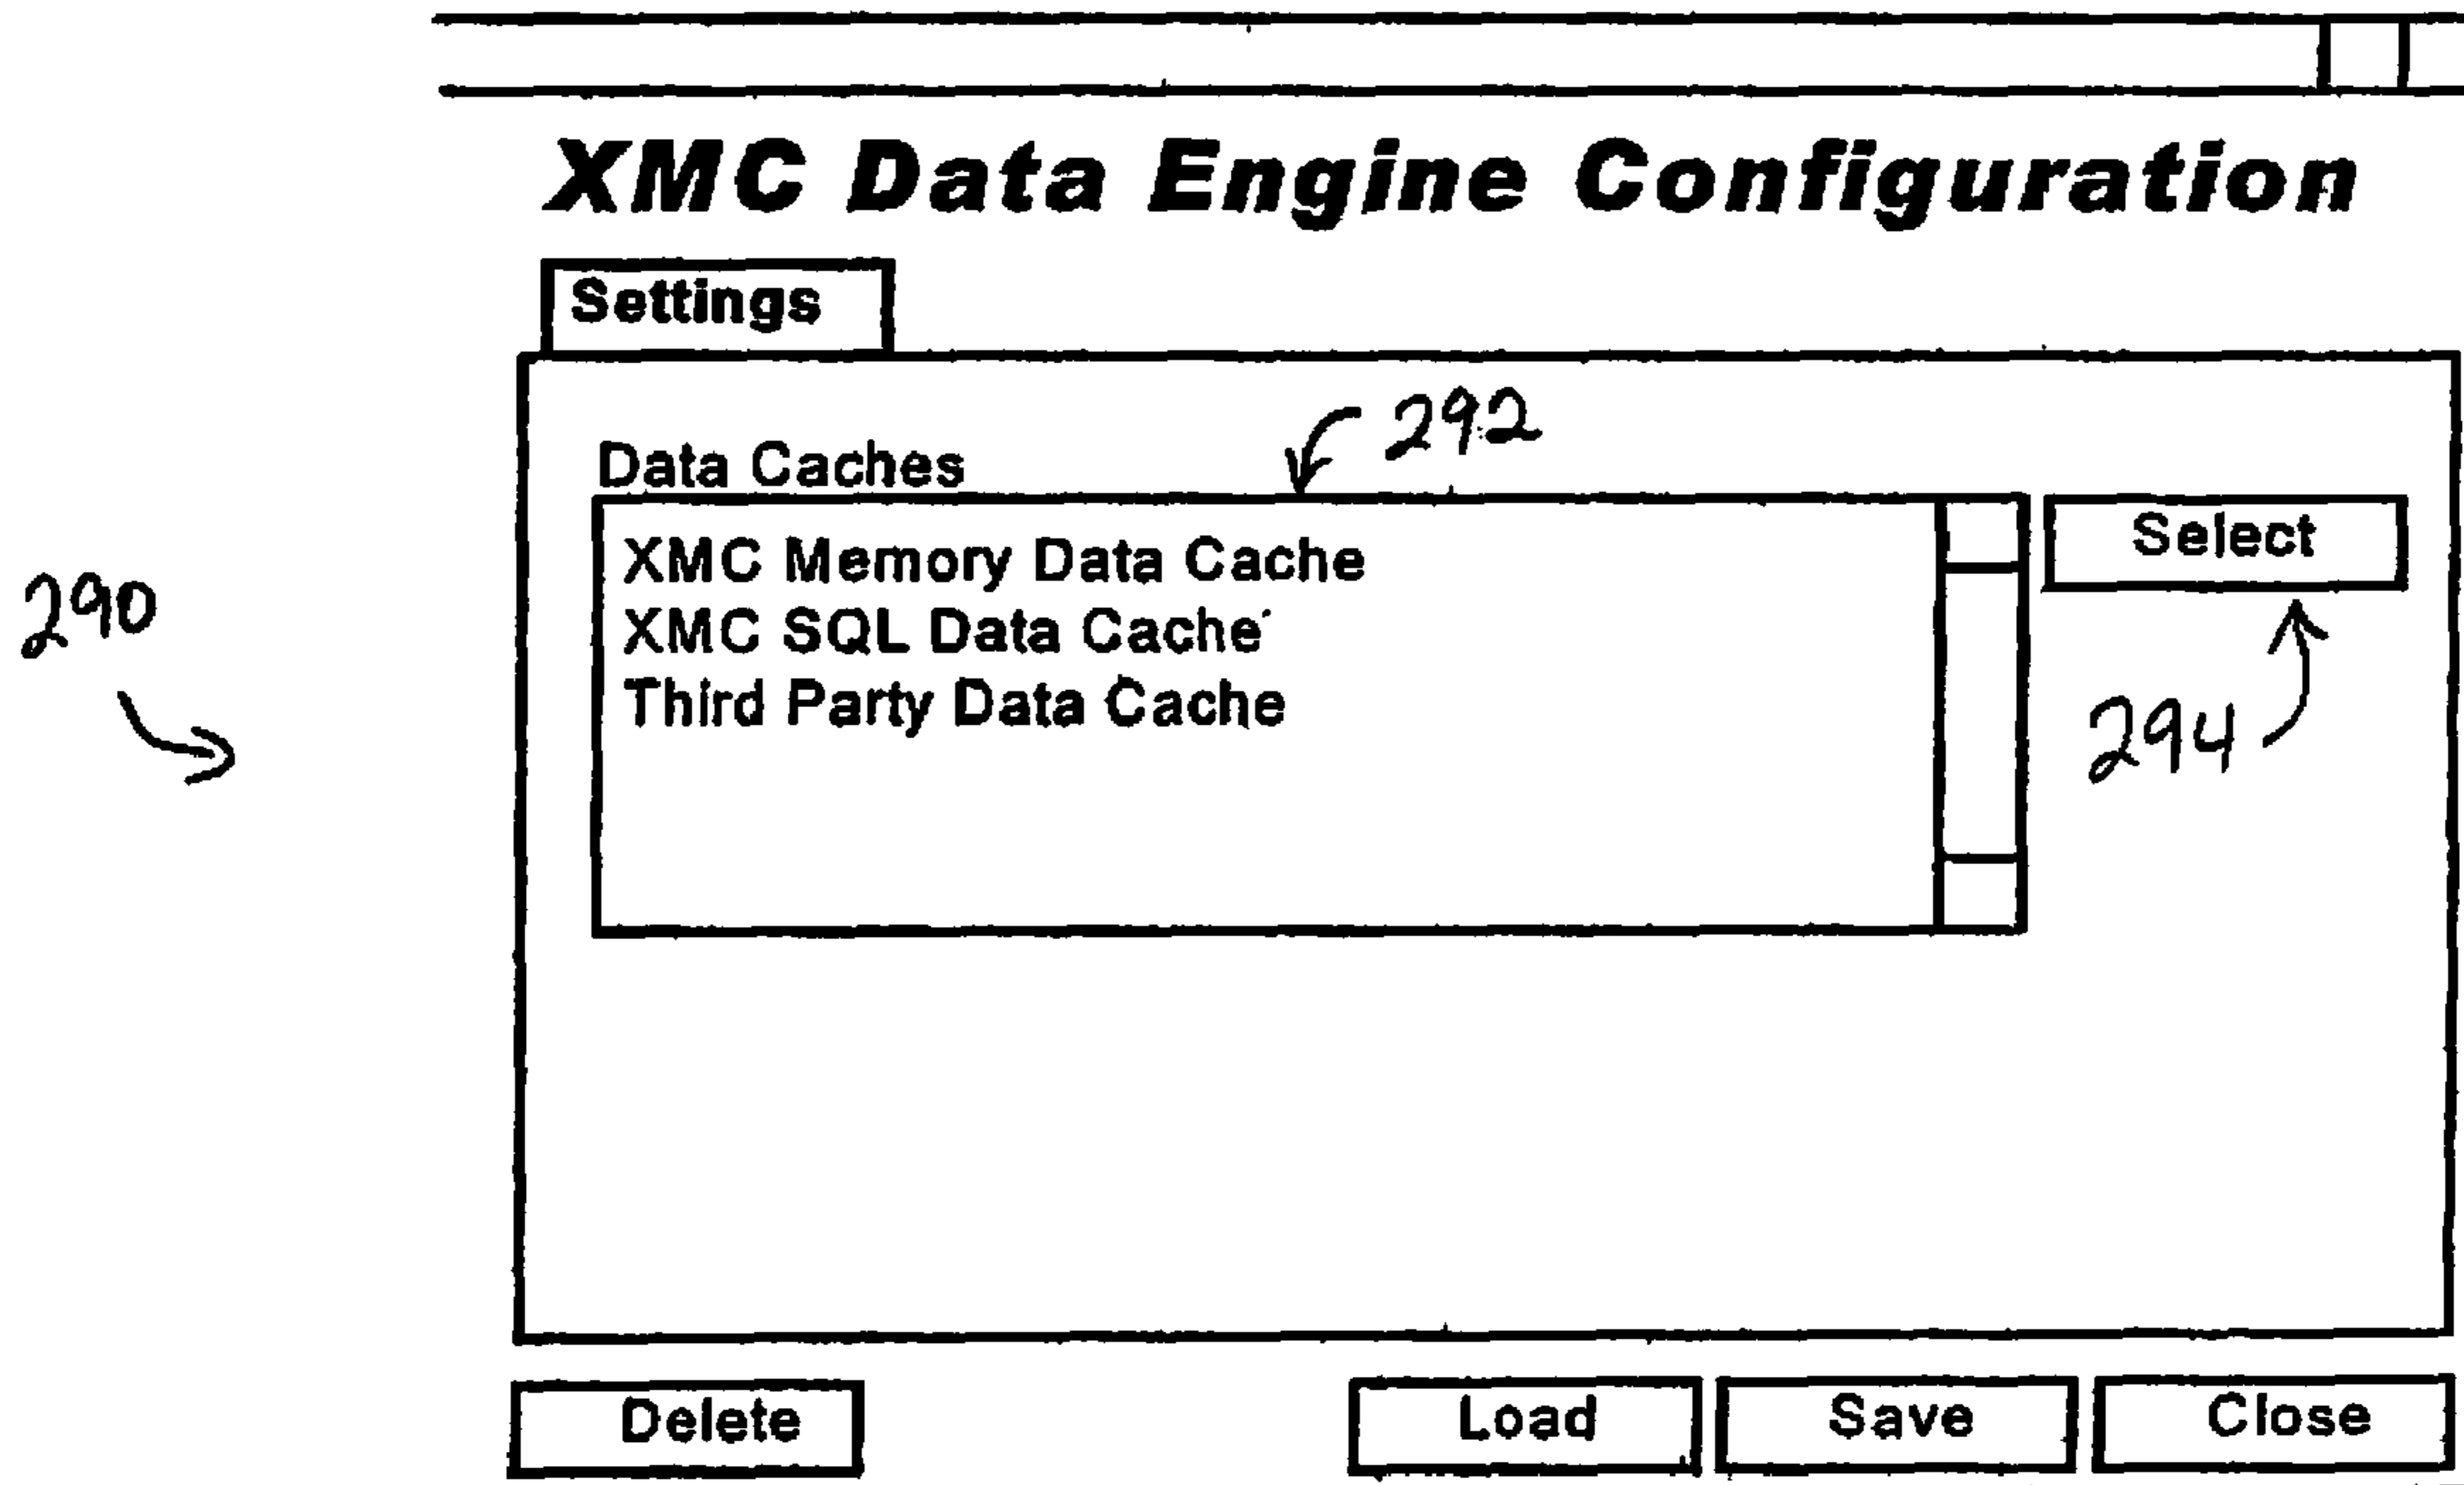 XMC Data Engine Configuration
Settings
292
Data Caches
Select
XMC Memory Data Cache
XMC SQL Data Cache
Third Party Data Cache
290
294
Delete Load Save Close